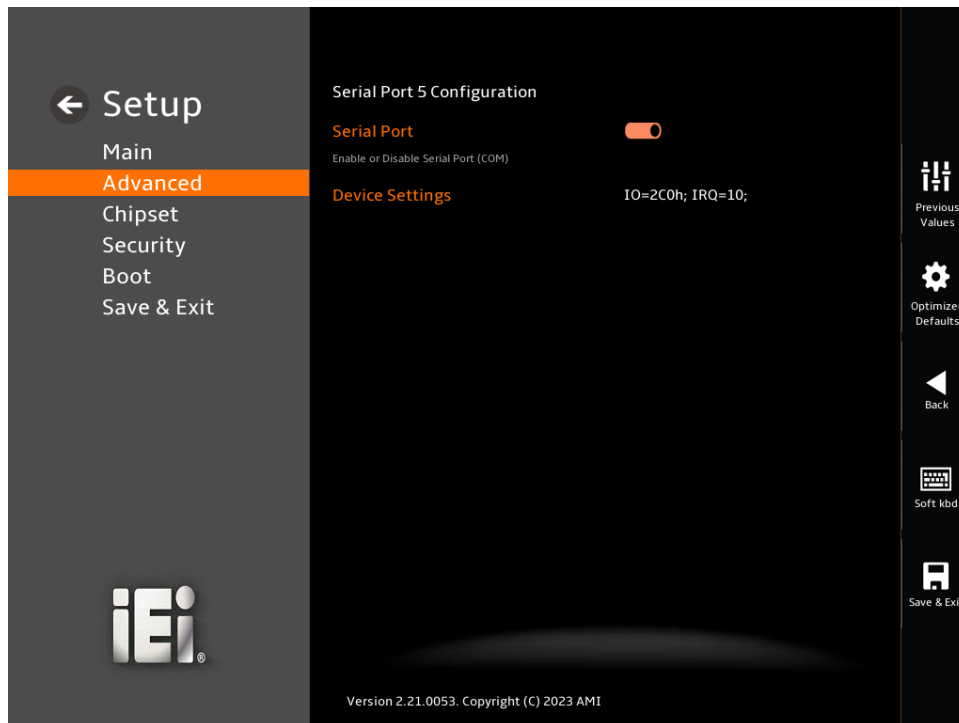 Setup
Main
Advanced
Chipset
Security
Boot
Save & Exit
iEi®
Serial Port 5 Configuration
Serial Port
Enable or Disable Serial Port (COM)
Device Settings IO=2C0h; IRQ=10;
Version 2.21.0053. Copyright (C) 2023 AMI
Previous
Values
Optimize
Defaults
Back
Soft kbd
Save & Exi